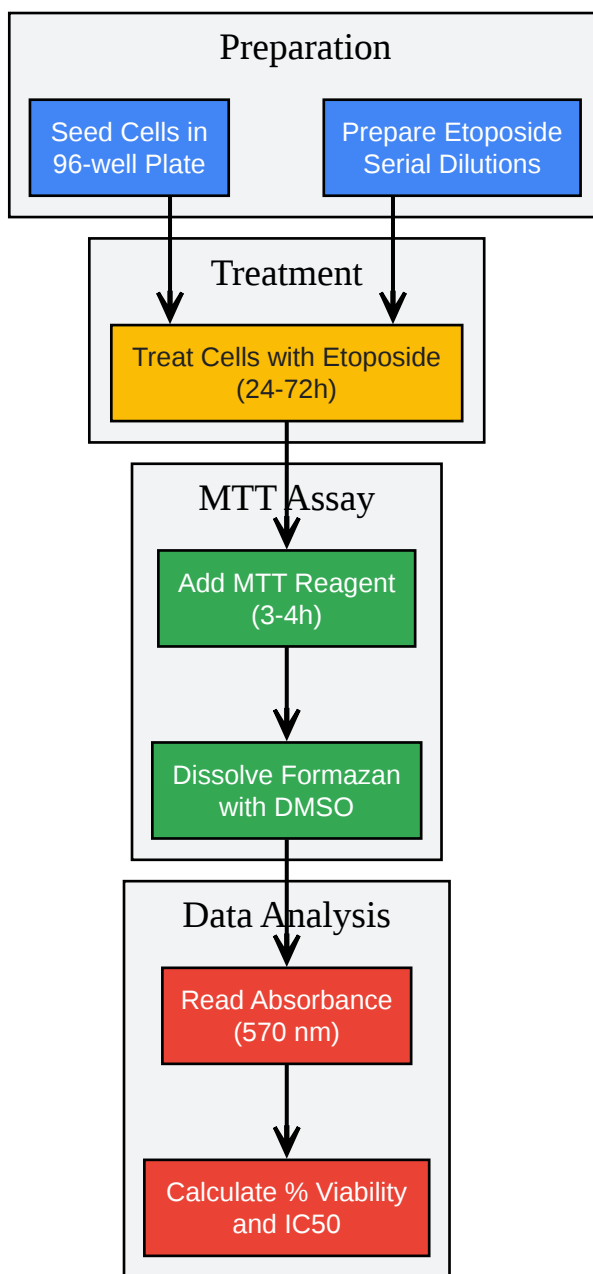 Preparation
Seed Cells in
96-well Plate
Prepare Etoposide
Serial Dilutions
Treatment
Treat Cells with Etoposide
(24-72h)
MTT Assay
Add MTT Reagent
(3-4h)
Dissolve Formazan
with DMSO
Data Analysis
Read Absorbance
(570 nm)
Calculate % Viability
and IC50